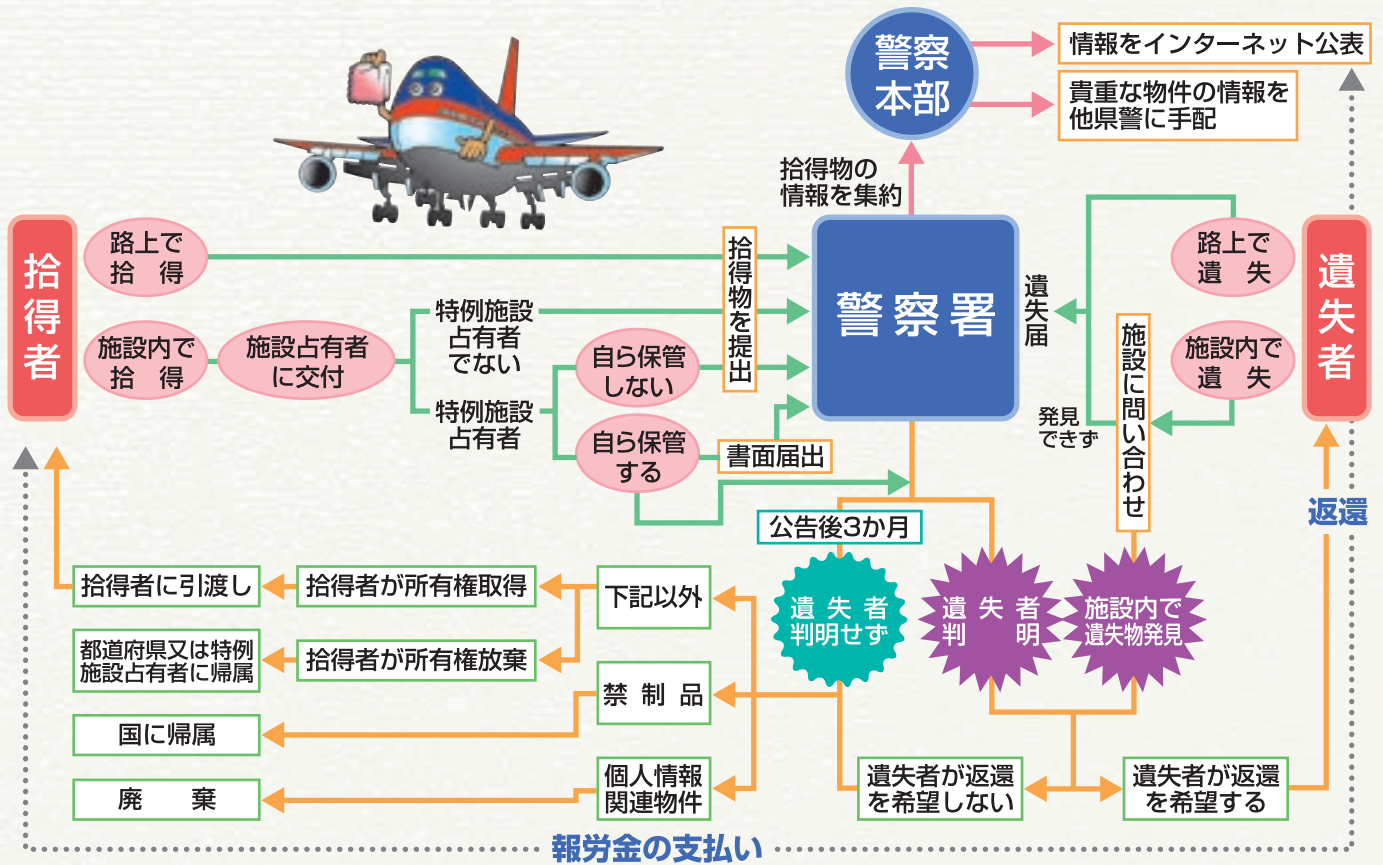 警察
本部
情報をインターネット公表
貴重な物件の情報を
他県警に手配
拾得物の
情報を集約
拾得者
路上で
拾 得
施設内で
拾 得
施設占有者
に交付
特例施設
占有者
でない
特例施設
占有者
自ら保管
しない
自ら保管
する
拾得物を提出
書面届出
警察署
遺失届
発見
できず
施設に問い合わせ
路上で
遺 失
施設内で
遺 失
遺失者
返還
公告後3か月
遺 失 者
判明せず
遺 失 者
判 明
施設内で
遺失物発見
拾得者に引渡し
拾得者が所有権取得
下記以外
都道府県又は特例
施設占有者に帰属
拾得者が所有権放棄
禁 制 品
国に帰属
個人情報
関連物件
廃 棄
遺失者が返還
を希望しない
遺失者が返還
を希望する
報労金の支払い